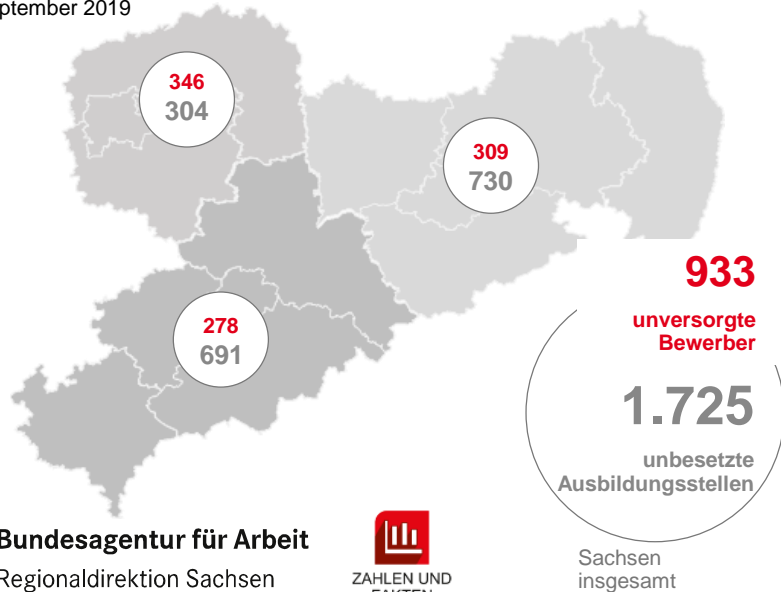 ptember 2019
346
304
309
730
278
691
933
unversorgte
Bewerber
1.725
unbesetzte
Ausbildungsstellen
Sachsen
insgesamt
Bundesagentur für Arbeit
Regionaldirektion Sachsen
ZAHLEN UND
FAKTEN